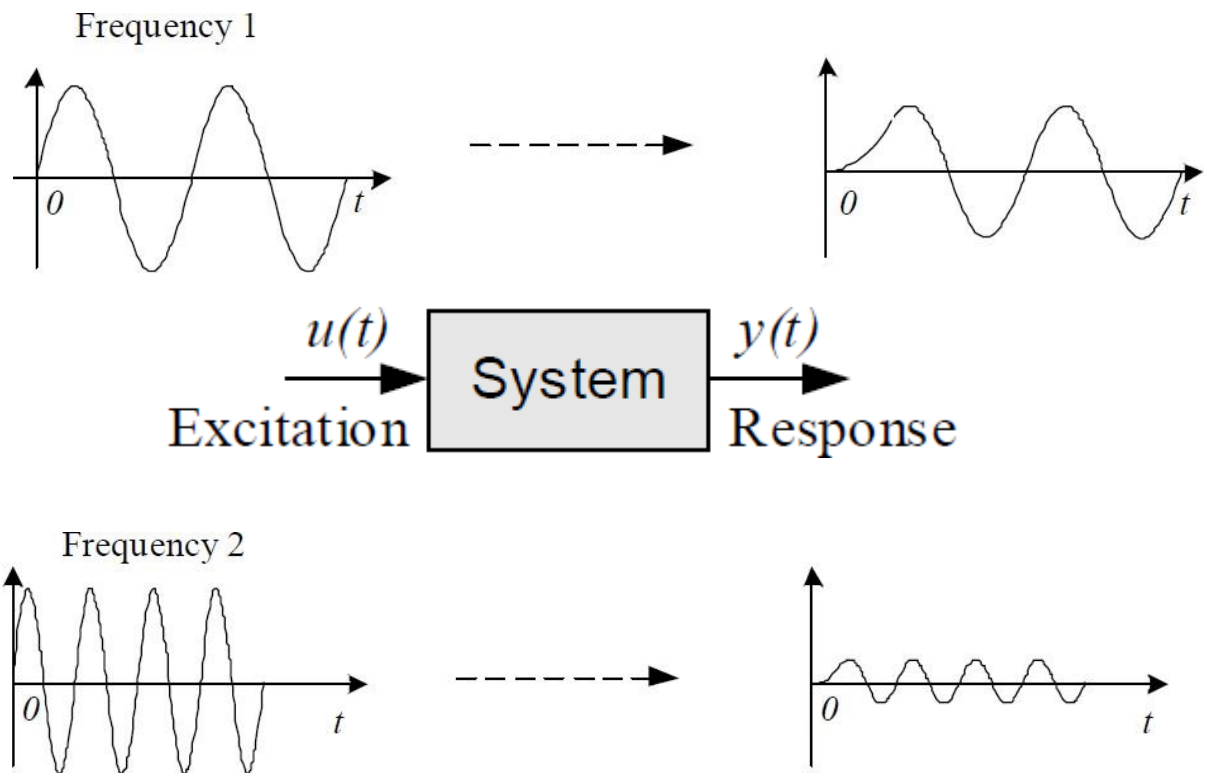 Frequency 1
0 t
0 t
u(t) System y(t)
Excitation Response
Frequency 2
0 t
0 t